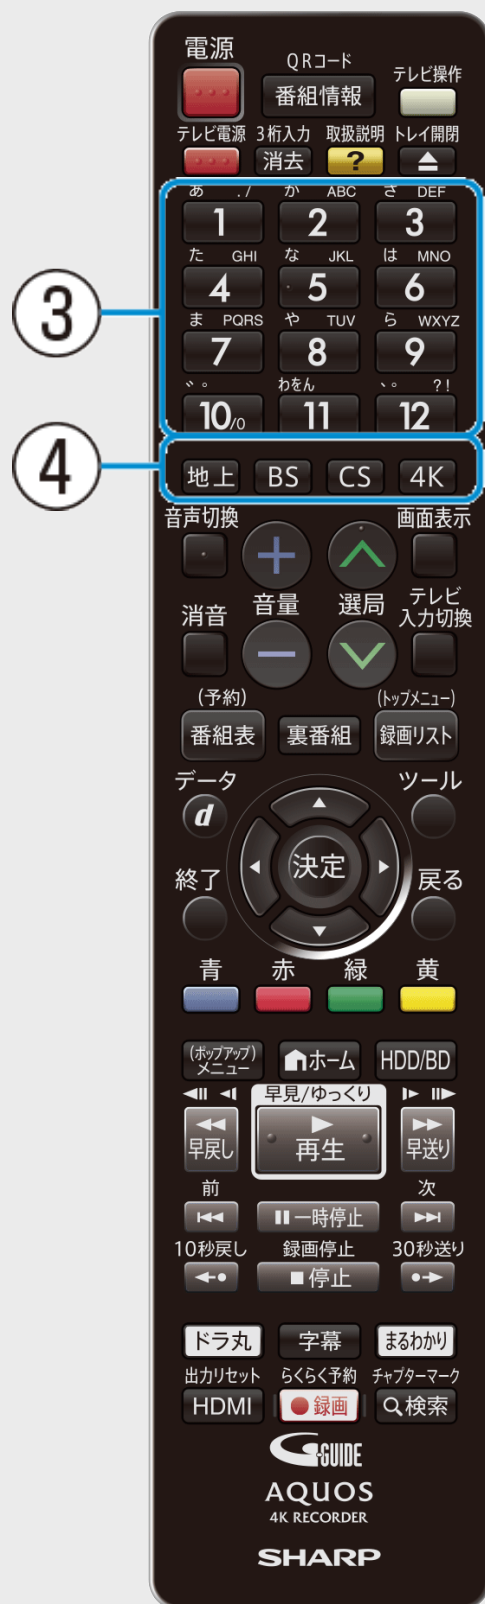 電源
QRコード
番組情報
テレビ操作
テレビ電源 3桁入力 取扱説明 トレイ開閉
消去 ?
あ ./ か ABC さ DEF
1 2 3
た GHI な JKL は MNO
4 5 6
③
ま PQRS や TUV ら WXYZ
7 8 9
゛゜ わをん 、。 ?!
10/0 11 12
④
地上 BS CS 4K
音声切換 画面表示
+
消音 音量 選局 テレビ
入力切換
−
(予約) (トップメニュー)
番組表 裏番組 録画リスト
データ ツール
d
決定
終了 戻る
青 赤 緑 黄
(ポップアップ)
メニュー
ホーム HDD/BD
早見/ゆっくり
早戻し 再生 早送り
前 次
一時停止
10秒戻し 録画停止 30秒送り
停止
ドラ丸 字幕 まるわかり
出力リセット らくらく予約 チャプターマーク
HDMI 録画 検索
G-GUIDE
AQUOS
4K RECORDER
SHARP